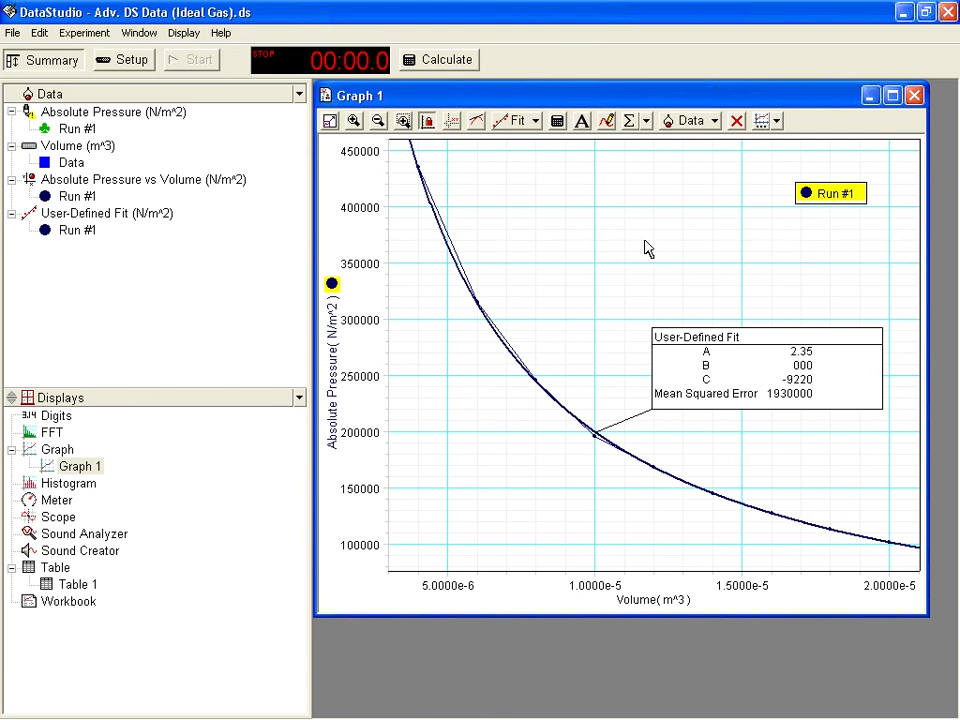 DataStudio - Adv. DS Data (Ideal Gas).ds
File Edit Experiment Window Display Help
Summary Setup Start STOP 00:00.0 Calculate
Data
Absolute Pressure (N/m^2)
Run #1
Volume (m^3)
Data
Absolute Pressure vs Volume (N/m^2)
Run #1
User-Defined Fit (N/m^2)
Run #1
Displays
3.14 Digits
FFT
Graph
Graph 1
Histogram
Meter
Scope
Sound Analyzer
Sound Creator
Table
Table 1
Workbook
Graph 1
Fit A Σ Data
450000
400000
350000
300000
250000
200000
150000
100000
Absolute Pressure( N/m^2 )
Run #1
User-Defined Fit
A 2.35
B 000
C -9220
Mean Squared Error 1930000
5.0000e-6 1.0000e-5 1.5000e-5 2.0000e-5
Volume( m^3 )